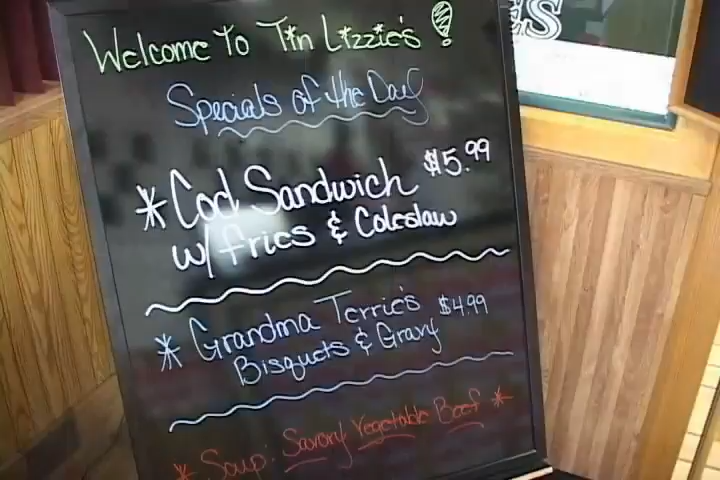 Welcome To Tin Lizzie's!
Specials of the Day
*Cod Sandwich $5.99
w/ fries & Coleslaw
* Grandma Terrie's $4.99
Bisquets & Gravy
* Soup: Savory Vegetable Beef *